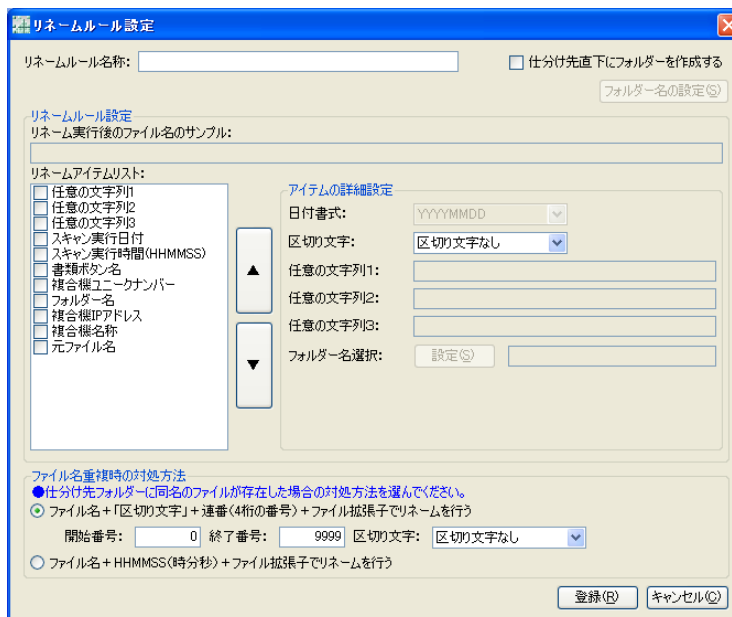 リネームルール設定
リネームルール名称:
仕分け先直下にフォルダーを作成する
フォルダー名の設定(S)
リネームルール設定
リネーム実行後のファイル名のサンプル:
リネームアイテムリスト:
任意の文字列1
任意の文字列2
任意の文字列3
スキャン実行日付
スキャン実行時間(HHMMSS)
書類ボタン名
複合機ユニークナンバー
フォルダー名
複合機IPアドレス
複合機名称
元ファイル名
▲
▼
アイテムの詳細設定
日付書式: YYYYMMDD
区切り文字: 区切り文字なし
任意の文字列1:
任意の文字列2:
任意の文字列3:
フォルダー名選択: 設定(S)
ファイル名重複時の対処方法
●仕分け先フォルダーに同名のファイルが存在した場合の対処方法を選んでください。
ファイル名+「区切り文字」+連番(4桁の番号)+ファイル拡張子でリネームを行う
開始番号: 0 終了番号: 9999 区切り文字: 区切り文字なし
ファイル名+HHMMSS(時分秒)+ファイル拡張子でリネームを行う
登録(R) キャンセル(C)